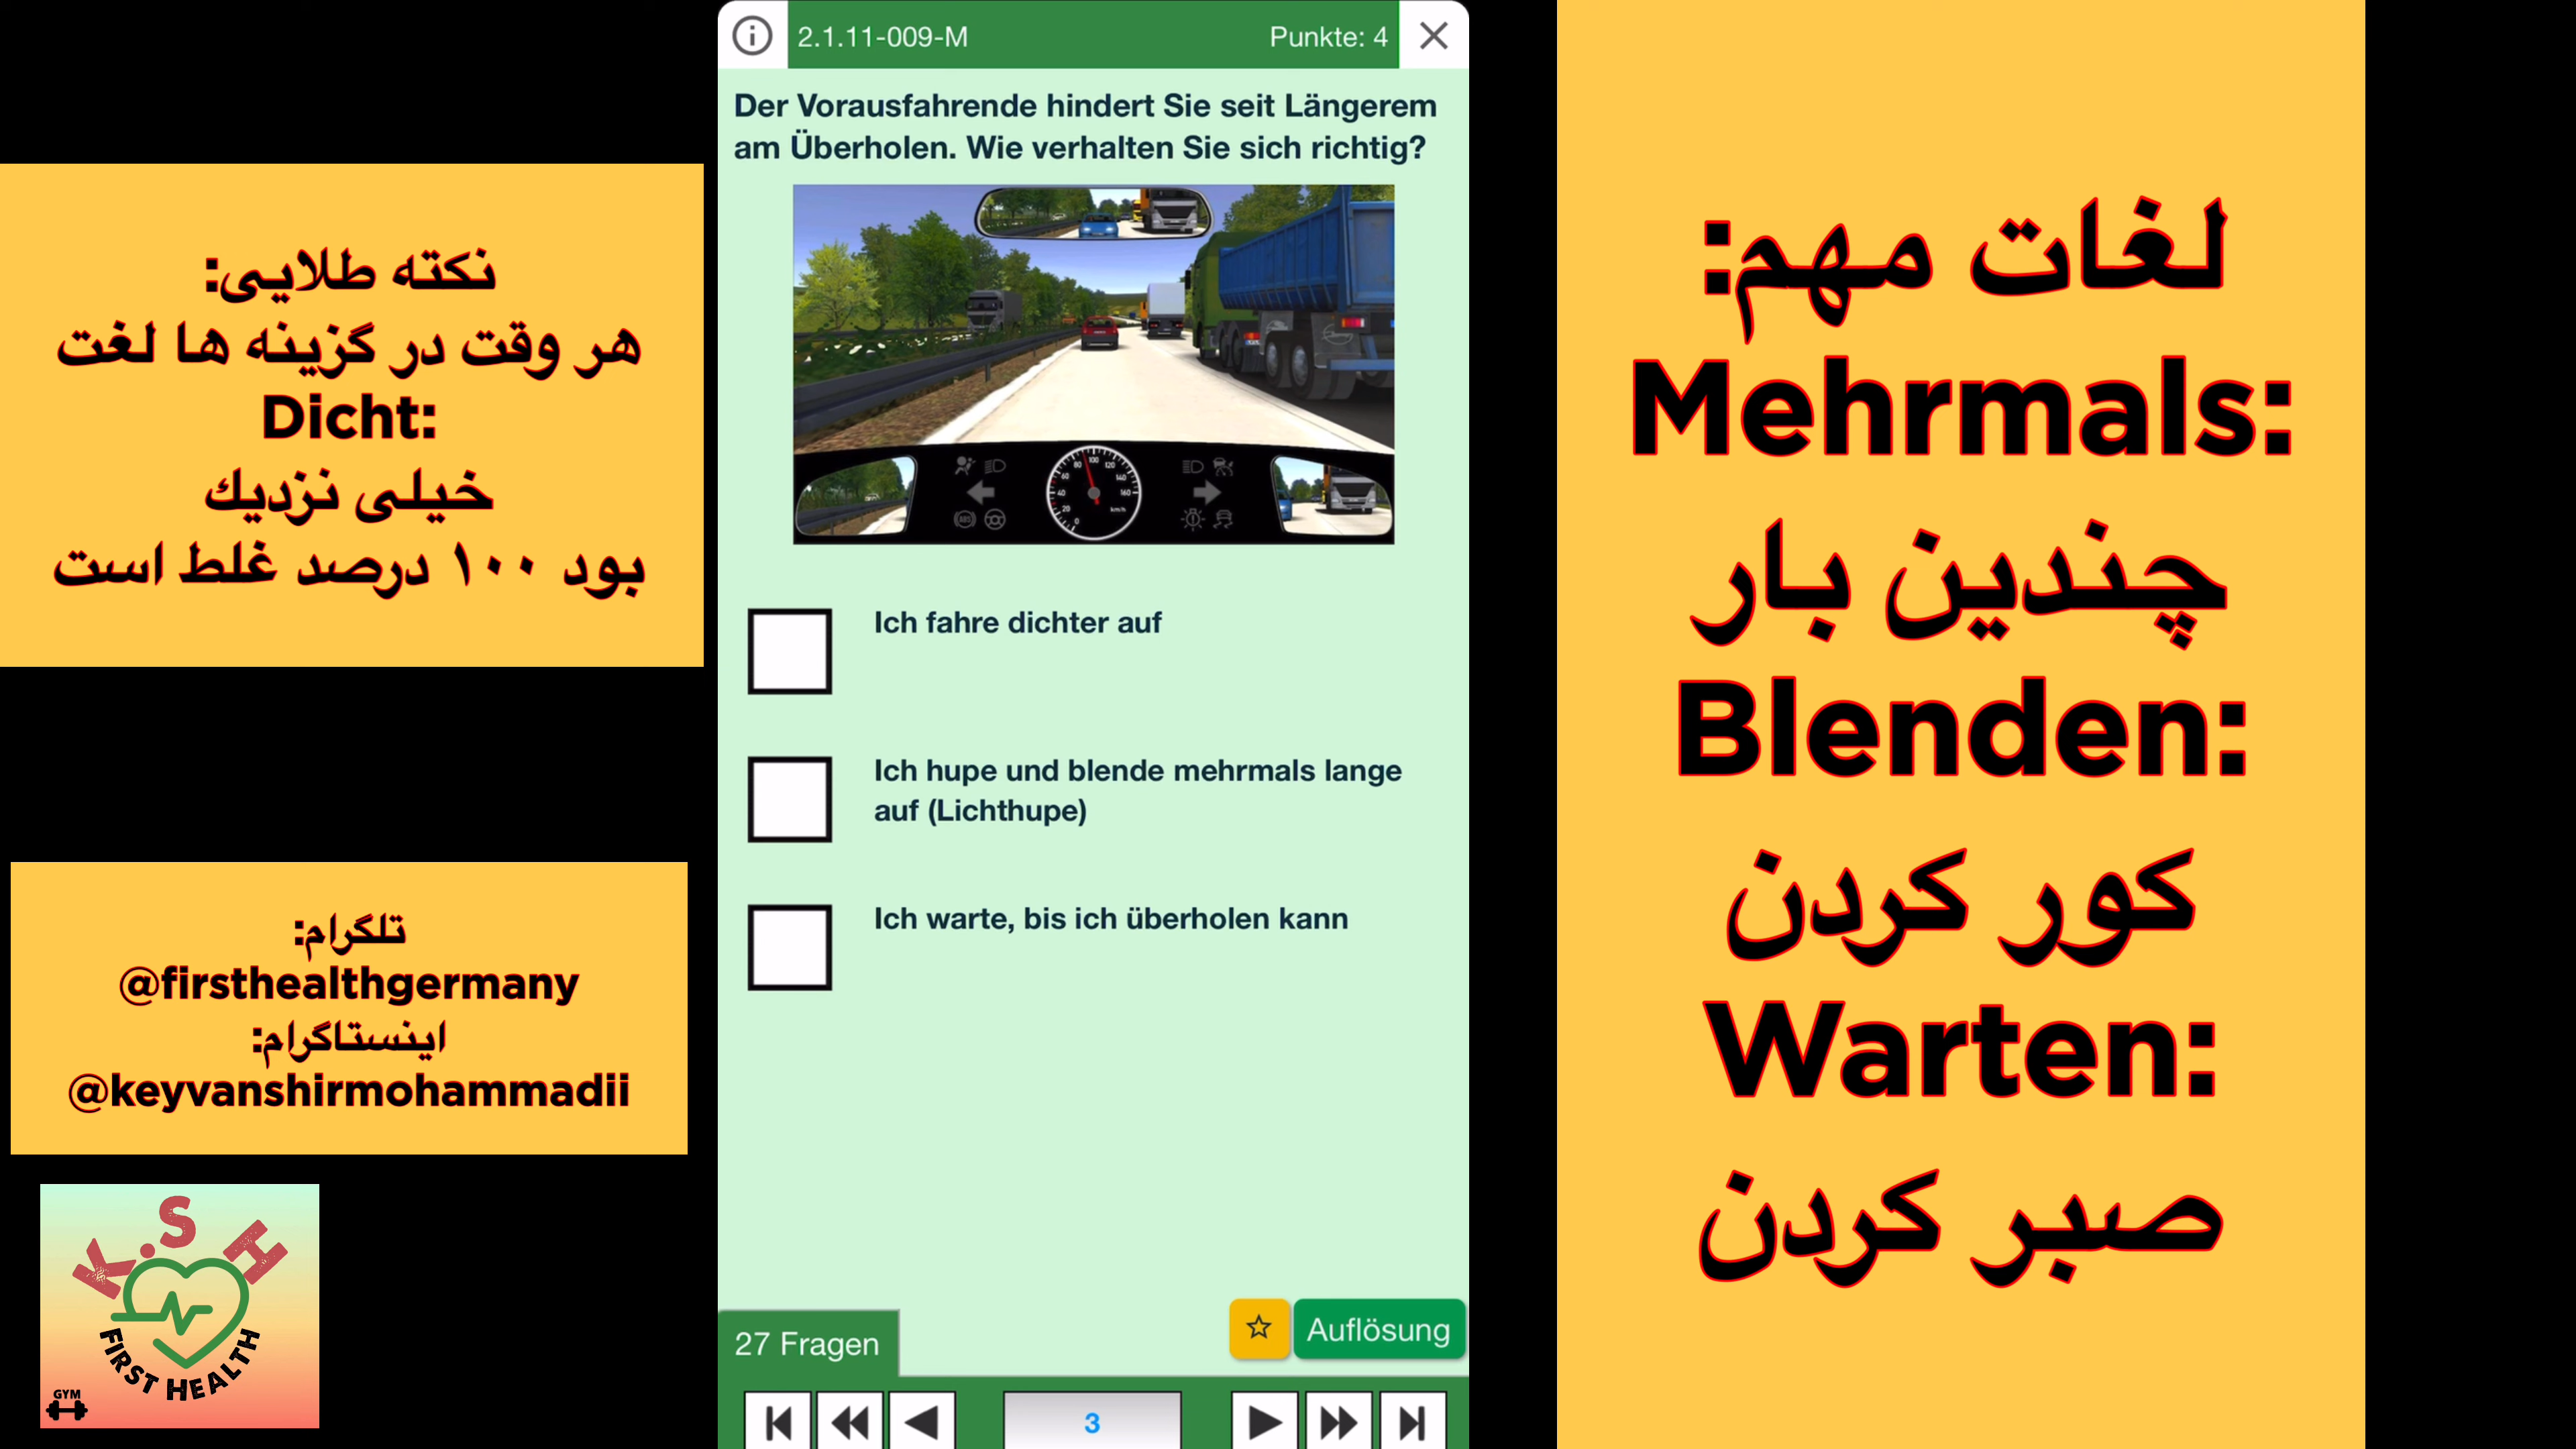 2.1.11-009-M
Punkte: 4
Der Vorausfahrende hindert Sie seit Längerem
am Überholen. Wie verhalten Sie sich richtig?
Ich fahre dichter auf
Ich hupe und blende mehrmals lange
auf (Lichthupe)
Ich warte, bis ich überholen kann
27 Fragen
Auflösung
3
نکته طلایی:
هر وقت در گزینه ها لغت
Dicht:
خیلی نزدیك
بود ۱۰۰ درصد غلط است
تلگرام:
@firsthealthgermany
اینستاگرام:
@keyvanshirmohammadii
K.SH
FIRST HEALTH
GYM
لغات مهم:
Mehrmals:
چندین بار
Blenden:
کور کردن
Warten:
صبر کردن